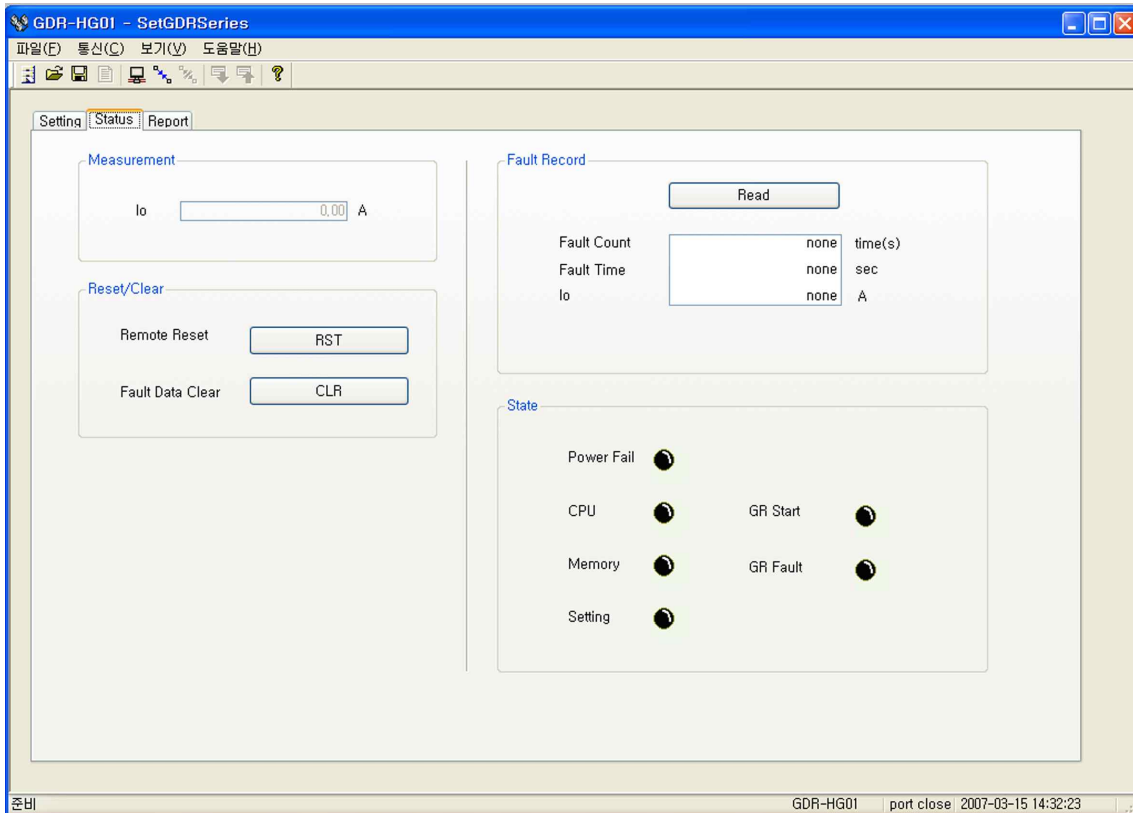 GDR-HG01 - SetGDRSeries
파일(F) 통신(C) 보기(V) 도움말(H)
Setting Status Report
Measurement
Io 0,00 A
Reset/Clear
Remote Reset RST
Fault Data Clear CLR
Fault Record
Read
Fault Count none time(s)
Fault Time none sec
Io none A
State
Power Fail
CPU GR Start
Memory GR Fault
Setting
준비 GDR-HG01 port close 2007-03-15 14:32:23